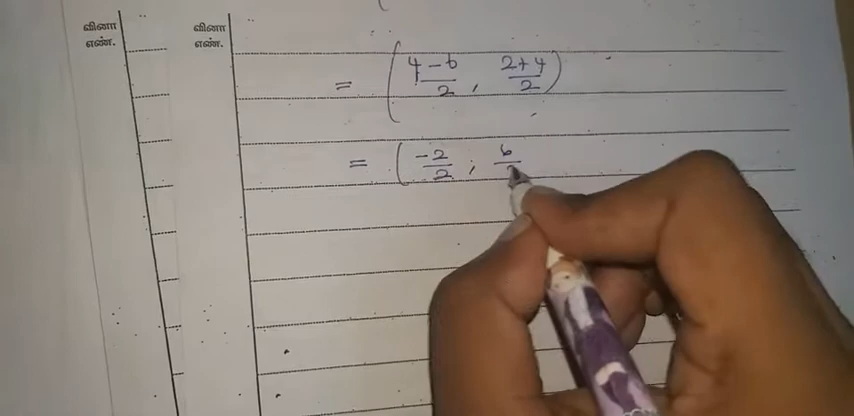 வினா எண்.
வினா எண்.
= ( 4-6/2 , 2+4/2 )
= ( -2/2 ; 6/